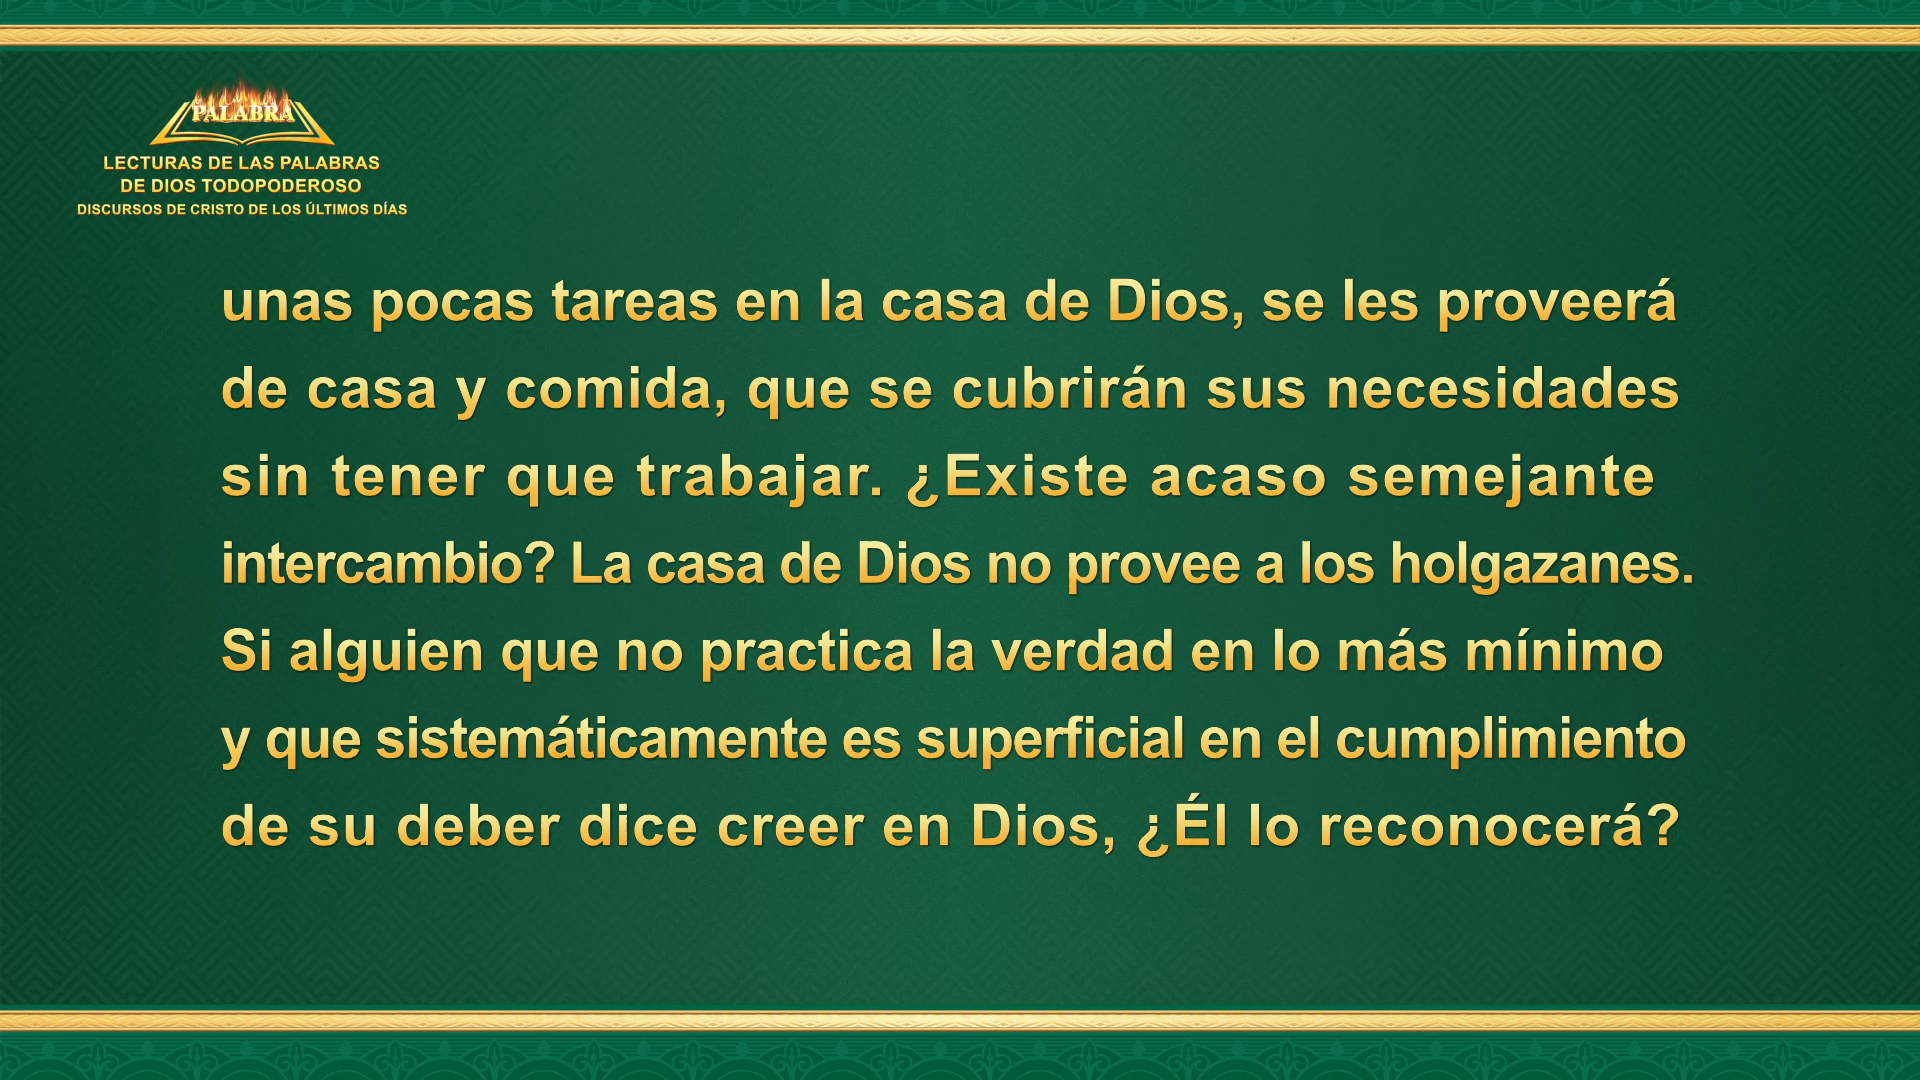 PALABRA
LECTURAS DE LAS PALABRAS
DE DIOS TODOPODEROSO
DISCURSOS DE CRISTO DE LOS ÚLTIMOS DÍAS
unas pocas tareas en la casa de Dios, se les proveerá
de casa y comida, que se cubrirán sus necesidades
sin tener que trabajar. ¿Existe acaso semejante
intercambio? La casa de Dios no provee a los holgazanes.
Si alguien que no practica la verdad en lo más mínimo
y que sistemáticamente es superficial en el cumplimiento
de su deber dice creer en Dios, ¿Él lo reconocerá?